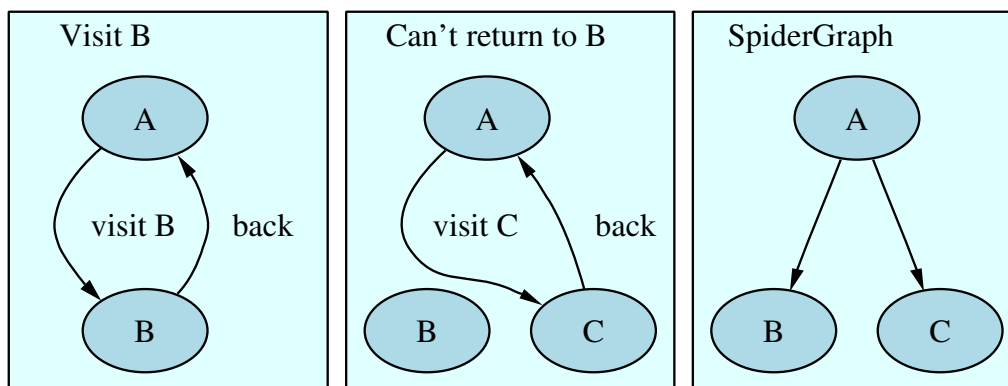 Visit B
A
visit B
back
B
Can't return to B
A
visit C
back
B
C
SpiderGraph
A
B
C